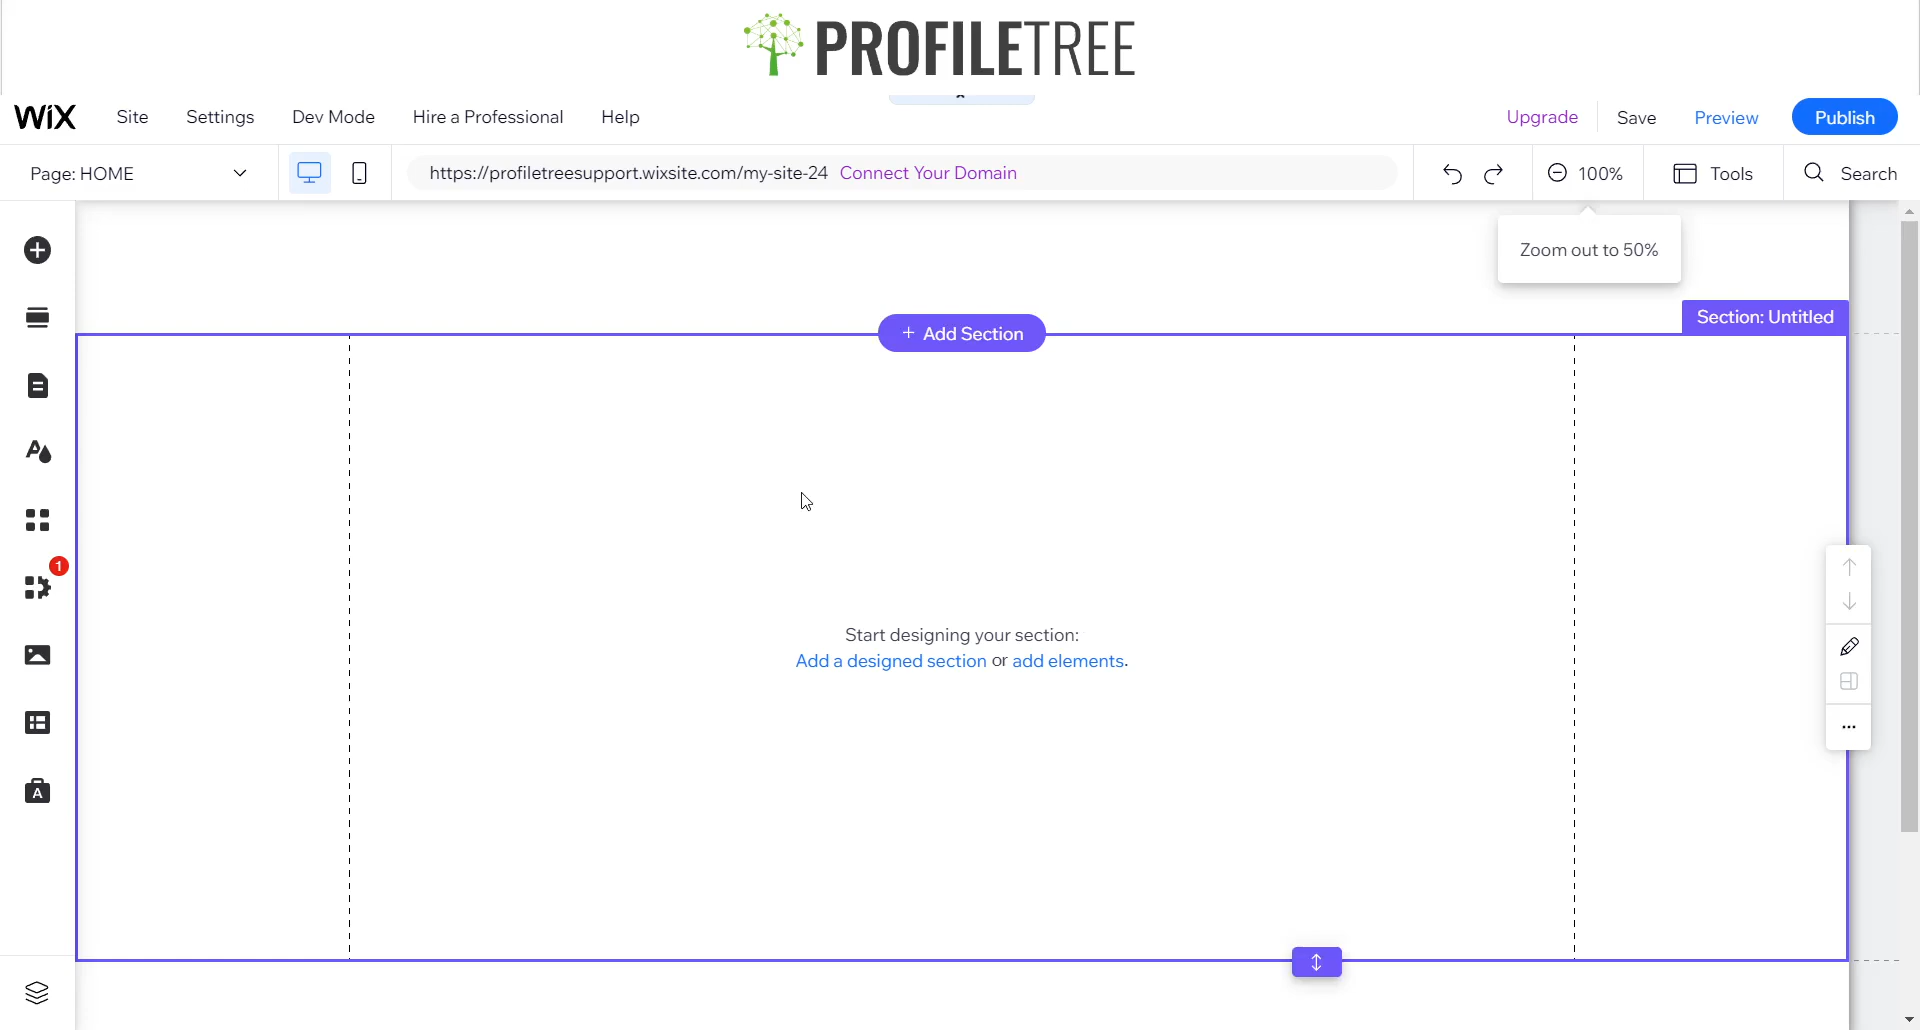 PROFILETREE
WiX Site Settings Dev Mode Hire a Professional Help Upgrade Save Preview Publish
Page: HOME https://profiletreesupport.wixsite.com/my-site-24 Connect Your Domain 100% Tools Search
Zoom out to 50%
Section: Untitled
+ Add Section
1
Start designing your section:
Add a designed section or add elements.
A